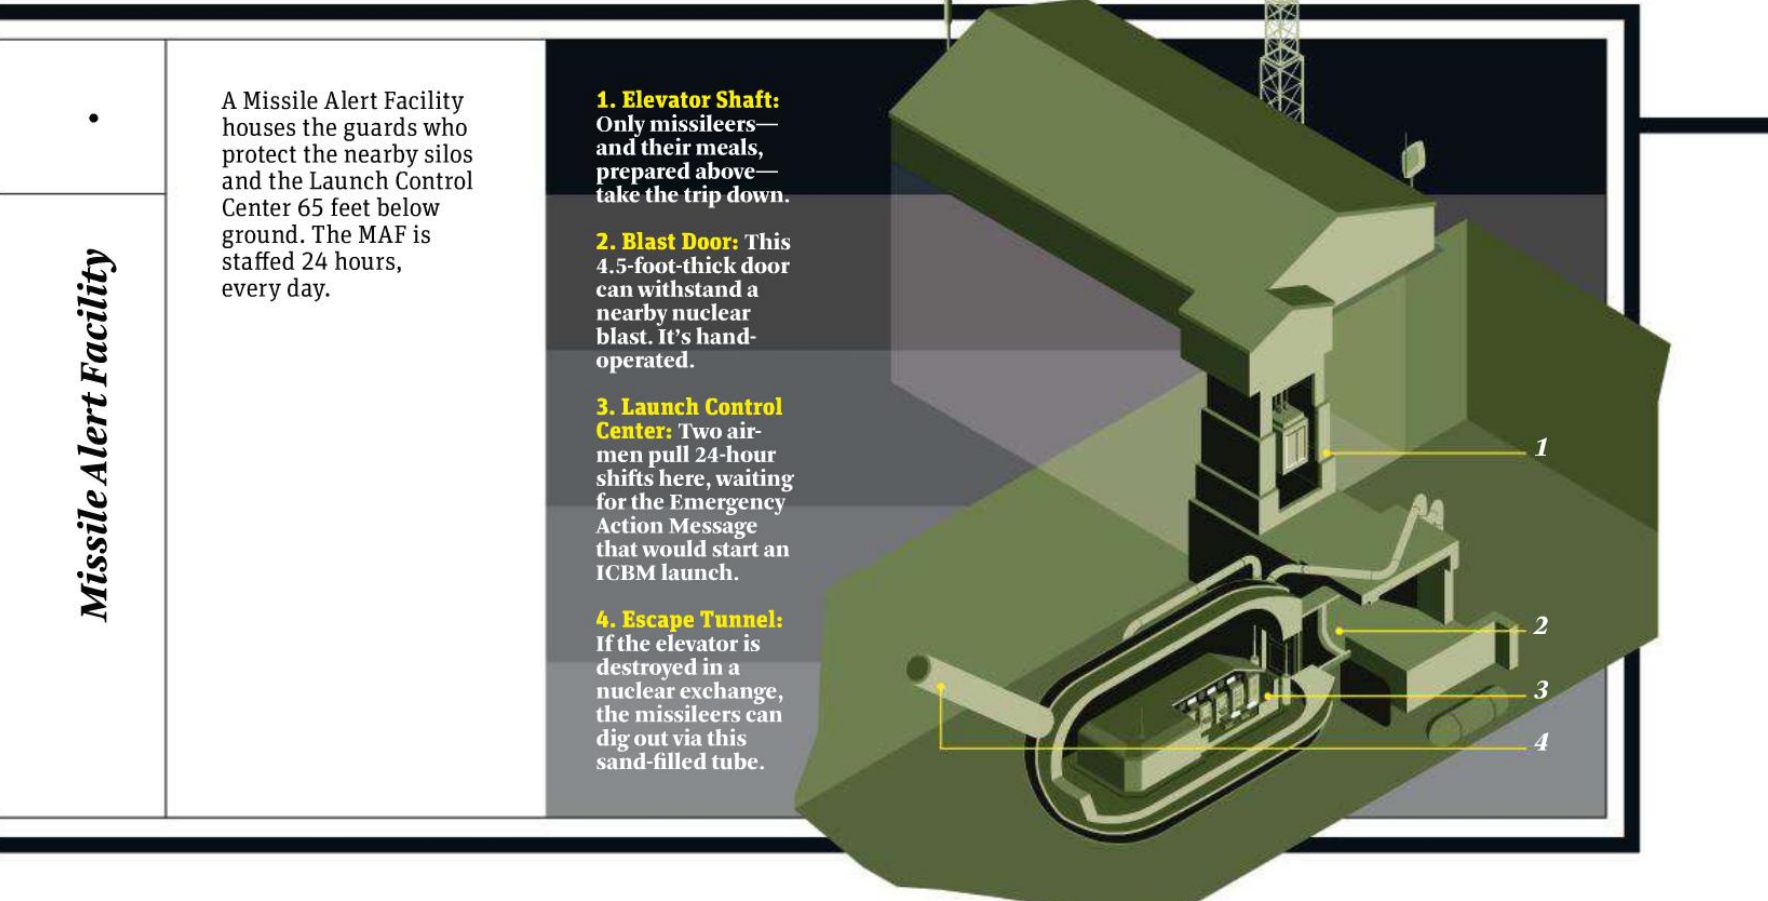 Missile Alert Facility
A Missile Alert Facility
houses the guards who
protect the nearby silos
and the Launch Control
Center 65 feet below
ground. The MAF is
staffed 24 hours,
every day.
1. Elevator Shaft:
Only missileers—
and their meals,
prepared above—
take the trip down.
2. Blast Door: This
4.5-foot-thick door
can withstand a
nearby nuclear
blast. It’s hand-
operated.
3. Launch Control
Center: Two air-
men pull 24-hour
shifts here, waiting
for the Emergency
Action Message
that would start an
ICBM launch.
4. Escape Tunnel:
If the elevator is
destroyed in a
nuclear exchange,
the missileers can
dig out via this
sand-filled tube.
1
2
3
4